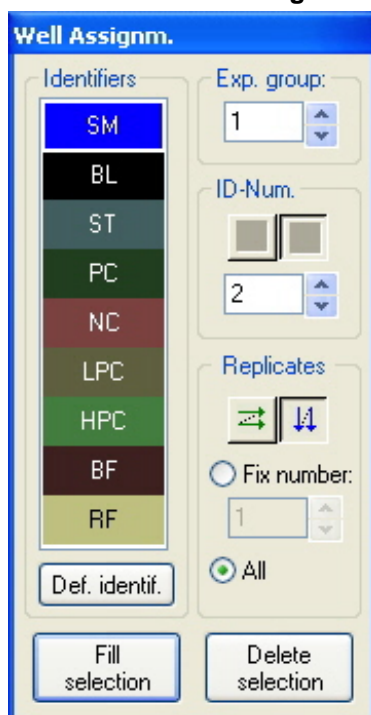 Well Assignm.
Identifiers
SM
BL
ST
PC
NC
LPC
HPC
BF
RF
Def. identif.
Exp. group:
1
ID-Num.
2
Replicates
Fix number:
1
All
Fill
selection
Delete
selection